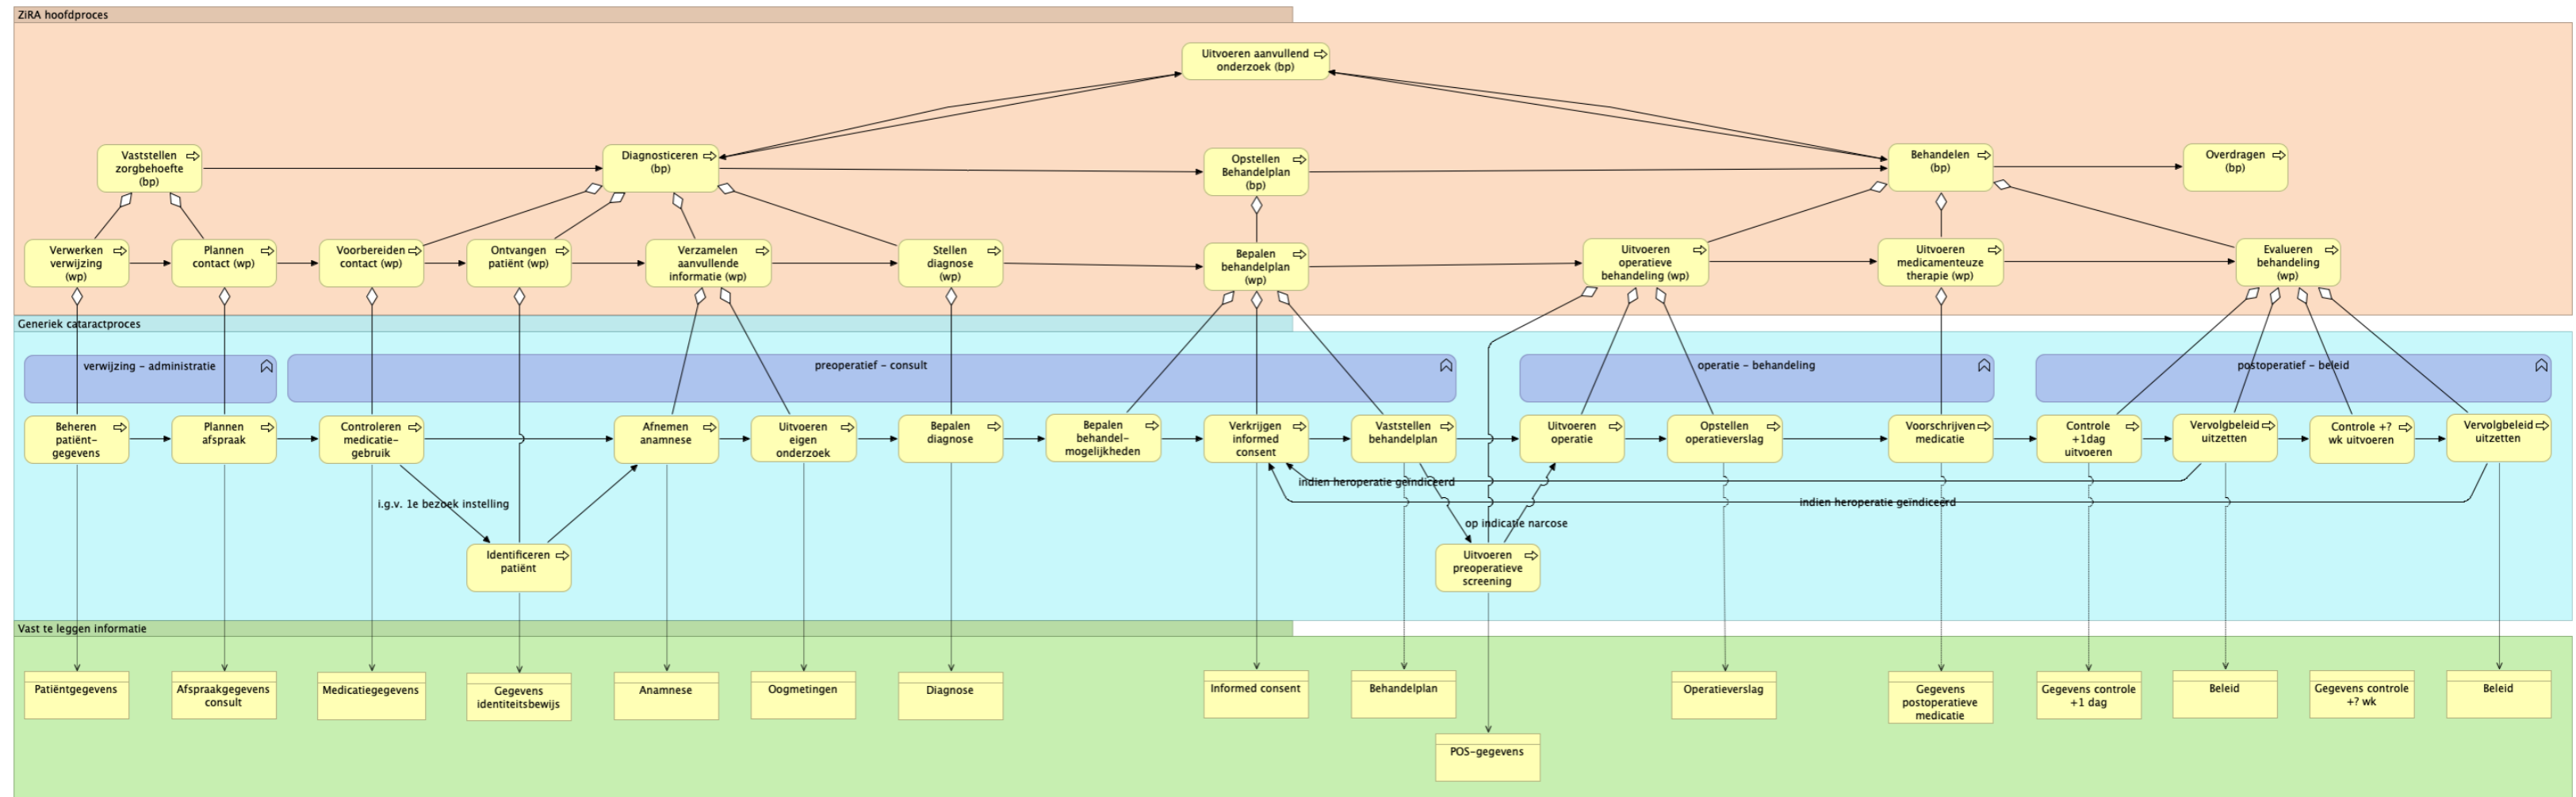 ZiRA hoofdproces
Uitvoeren aanvullend
onderzoek (bp)
Vaststellen
zorgbehoefte
(bp)
Diagnosticeren
(bp)
Opstellen
Behandelplan
(bp)
Behandelen
(bp)
Overdragen
(bp)
Verwerken
verwijzing
(wp)
Plannen
contact (wp)
Voorbereiden
contact (wp)
Ontvangen
patiënt (wp)
Verzamelen
aanvullende
informatie (wp)
Stellen
diagnose
(wp)
Bepalen
behandelplan
(wp)
Uitvoeren
operatieve
behandeling (wp)
Uitvoeren
medicamenteuze
therapie (wp)
Evalueren
behandeling
(wp)
Generiek cataractproces
verwijzing – administratie
preoperatief – consult
operatie – behandeling
postoperatief – beleid
Beheren
patiënt-
gegevens
Plannen
afspraak
Controleren
medicatie-
gebruik
Afnemen
anamnese
Uitvoeren
eigen
onderzoek
Bepalen
diagnose
Bepalen
behandel-
mogelijkheden
Verkrijgen
informed
consent
Vaststellen
behandelplan
Uitvoeren
operatie
Opstellen
operatieverslag
Voorschrijven
medicatie
Controle
+1dag
uitvoeren
Vervolgbeleid
uitzetten
Controle +?
wk uitvoeren
Vervolgbeleid
uitzetten
indien heroperatie geïndiceerd
i.g.v. 1e bezoek instelling
indien heroperatie geïndiceerd
op indicatie narcose
Identificeren
patiënt
Uitvoeren
preoperatieve
screening
Vast te leggen informatie
Patiëntgegevens
Afspraakgegevens
consult
Medicatiegegevens
Gegevens
identiteitsbewijs
Anamnese
Oogmetingen
Diagnose
Informed consent
Behandelplan
Operatieverslag
Gegevens
postoperatieve
medicatie
Gegevens controle
+1 dag
Beleid
Gegevens controle
+? wk
Beleid
POS-gegevens